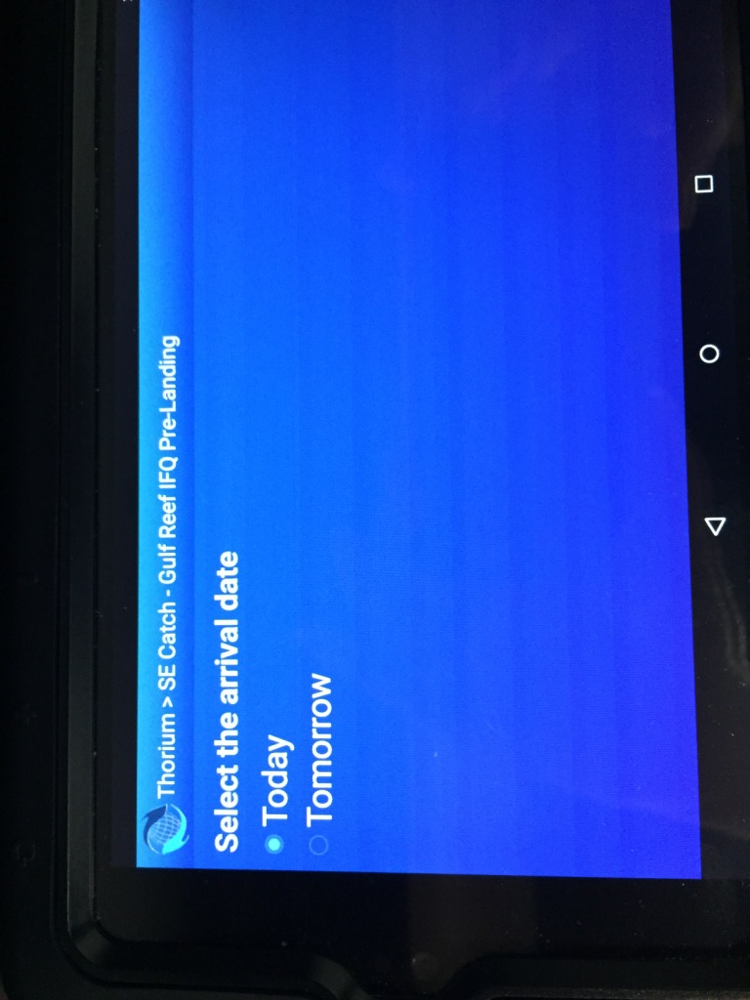 Thorium > SE Catch - Gulf Reef IFQ Pre-Landing
Select the arrival date
Today
Tomorrow